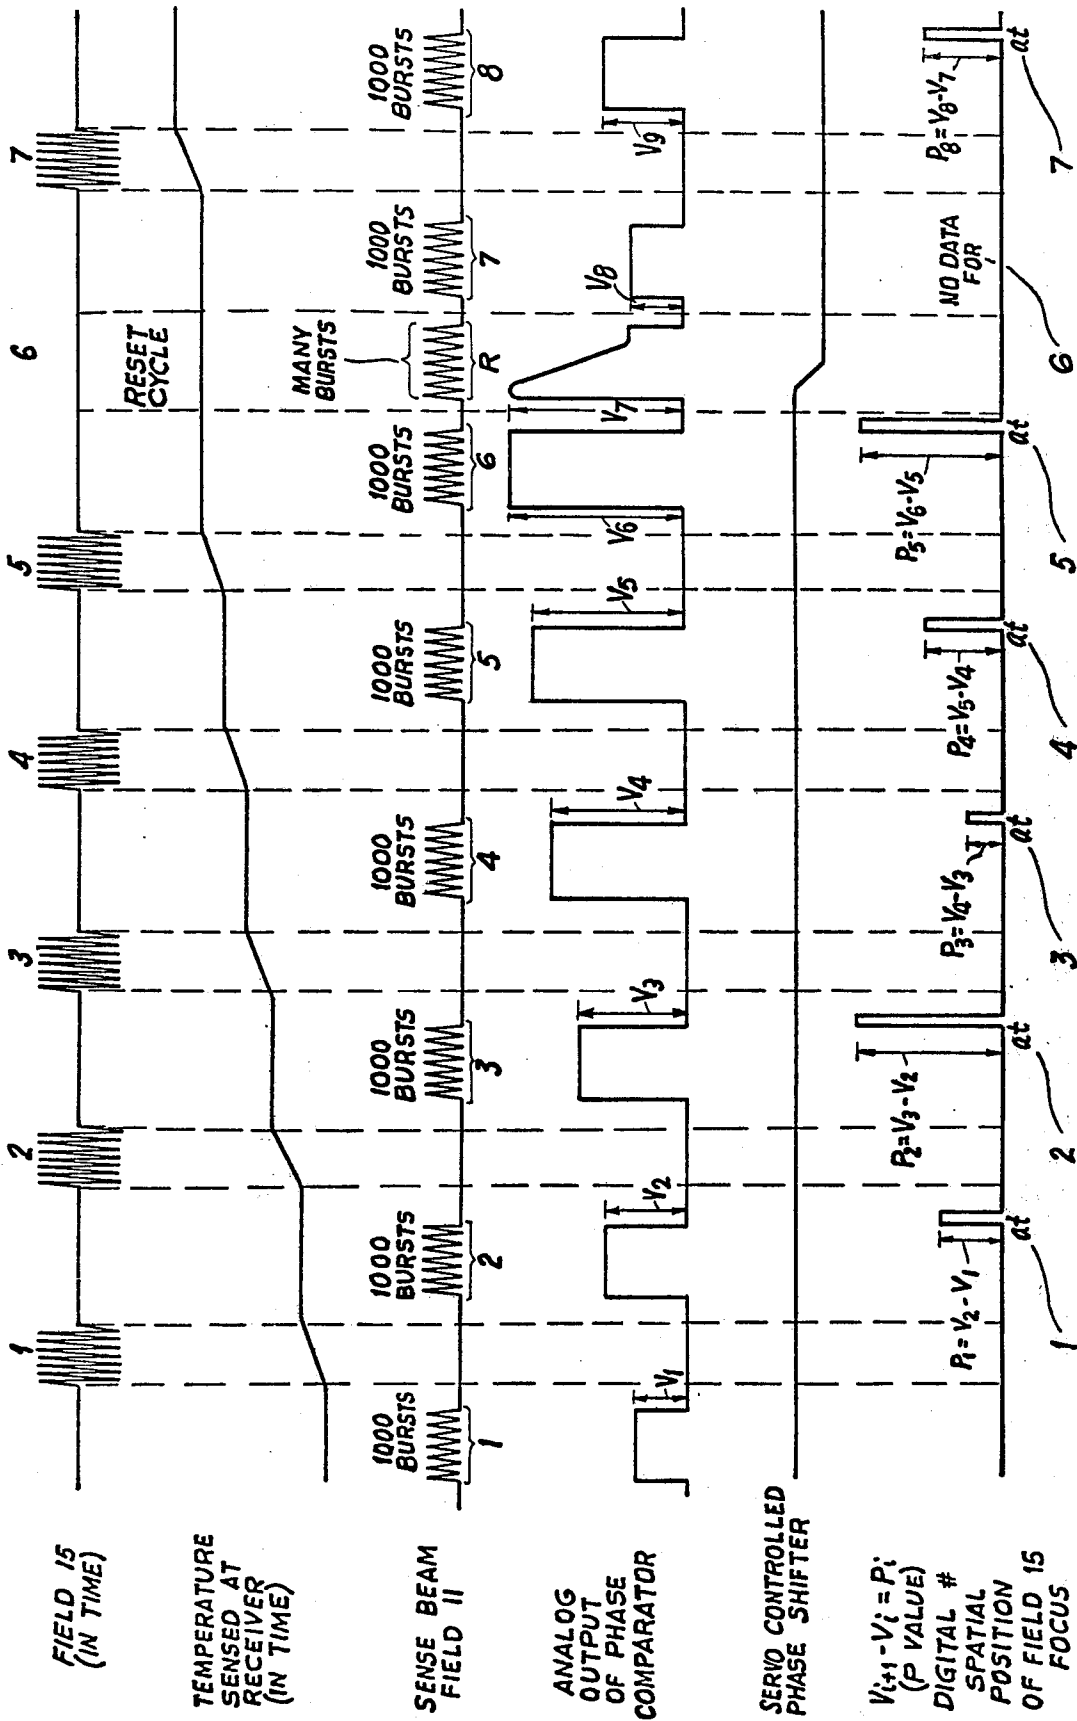 FIELD 15
(IN TIME)
1
2
3
4
5
6
7
TEMPERATURE
SENSED AT
RECEIVER
(IN TIME)
RESET
CYCLE
SENSE BEAM
FIELD 11
1000
BURSTS
1
1000
BURSTS
2
1000
BURSTS
3
1000
BURSTS
4
1000
BURSTS
5
1000
BURSTS
6
MANY
BURSTS
R
1000
BURSTS
7
1000
BURSTS
8
ANALOG
OUTPUT
OF PHASE
COMPARATOR
V1
V2
V3
V4
V5
V6
V7
V8
V9
SERVO CONTROLLED
PHASE SHIFTER
Vi+1-Vi=Pi
(P VALUE)
DIGITAL #
SPATIAL
POSITION
OF FIELD 15
FOCUS
P1=V2-V1
P2=V3-V2
P3=V4-V3
P4=V5-V4
P5=V6-V5
NO DATA
FOR
P8=V8-V7
at
at
at
at
at
at
1
2
3
4
5
6
7